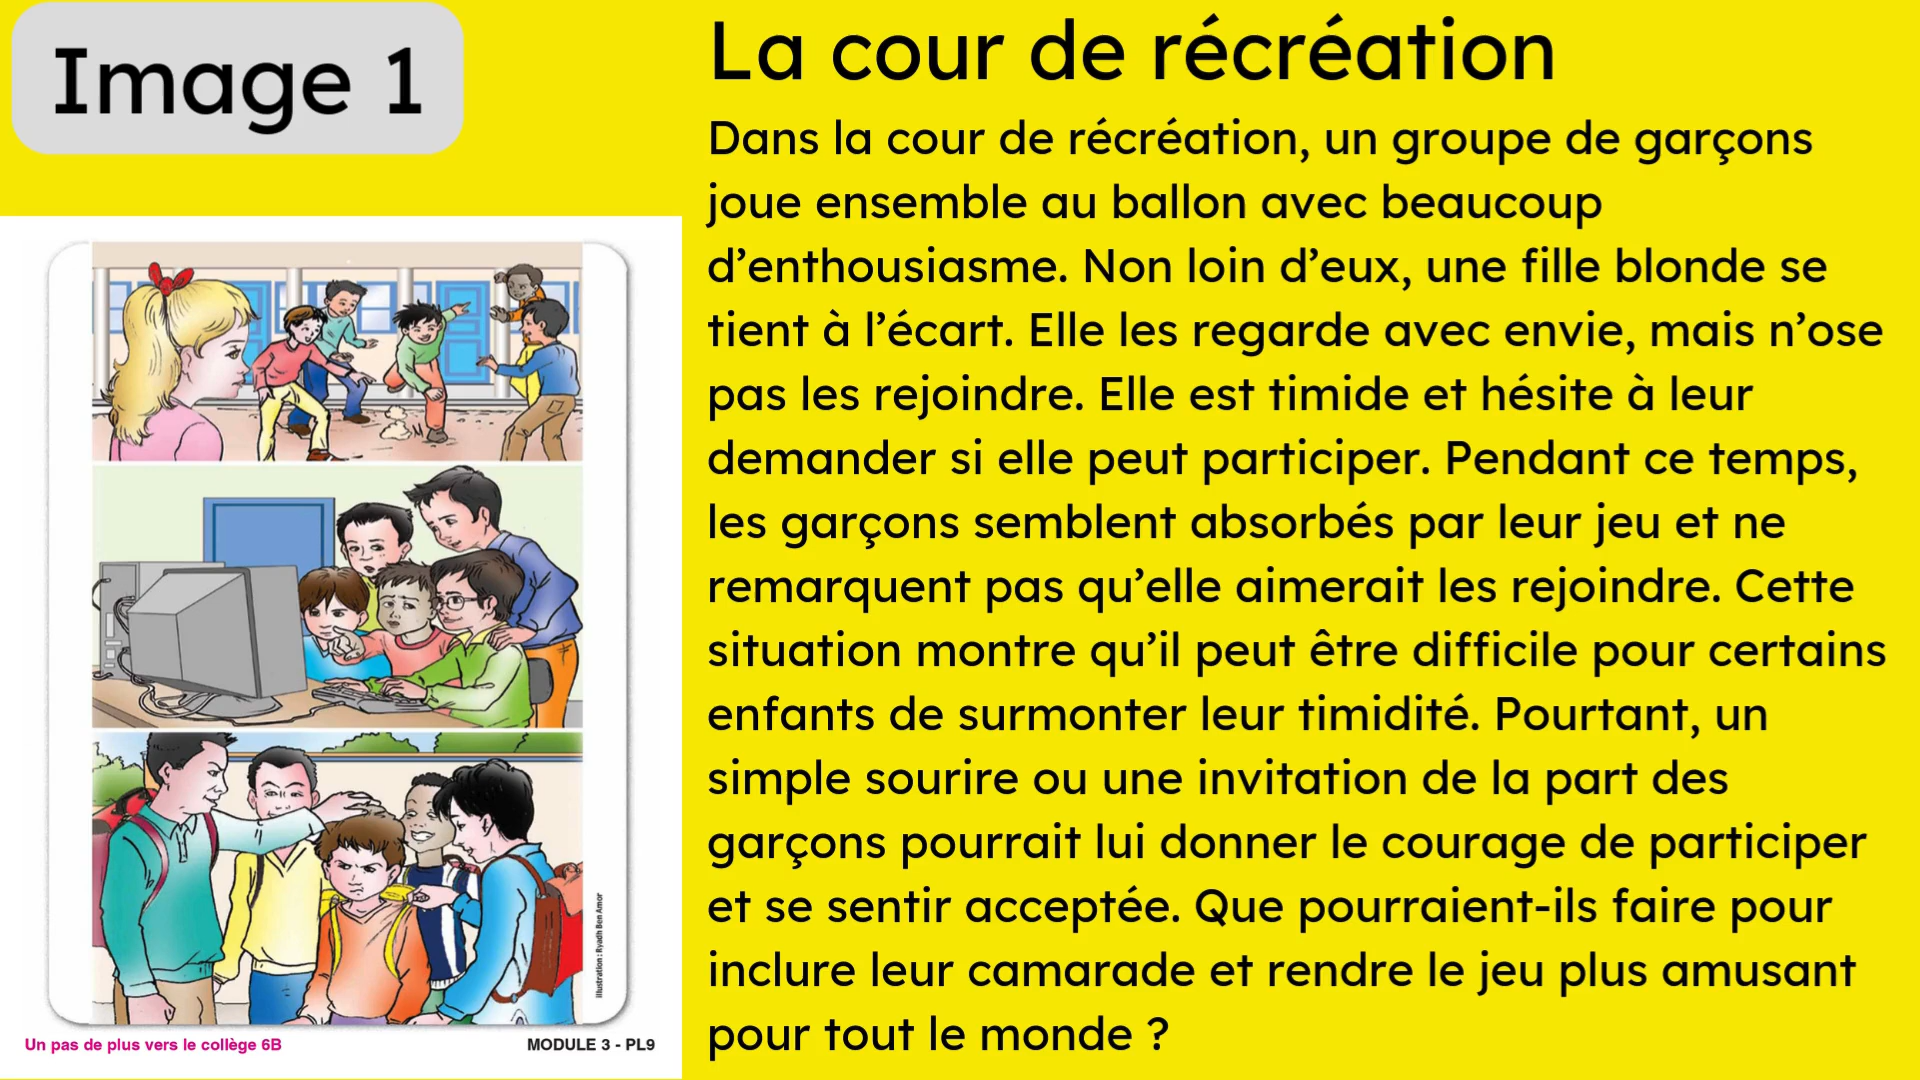 Image 1
La cour de récréation
Dans la cour de récréation, un groupe de garçons
joue ensemble au ballon avec beaucoup
d’enthousiasme. Non loin d’eux, une fille blonde se
tient à l’écart. Elle les regarde avec envie, mais n’ose
pas les rejoindre. Elle est timide et hésite à leur
demander si elle peut participer. Pendant ce temps,
les garçons semblent absorbés par leur jeu et ne
remarquent pas qu’elle aimerait les rejoindre. Cette
situation montre qu’il peut être difficile pour certains
enfants de surmonter leur timidité. Pourtant, un
simple sourire ou une invitation de la part des
garçons pourrait lui donner le courage de participer
et se sentir acceptée. Que pourraient-ils faire pour
inclure leur camarade et rendre le jeu plus amusant
pour tout le monde ?
Illustration : Ryadh Ben Amor
Un pas de plus vers le collège 6B
MODULE 3 - PL9